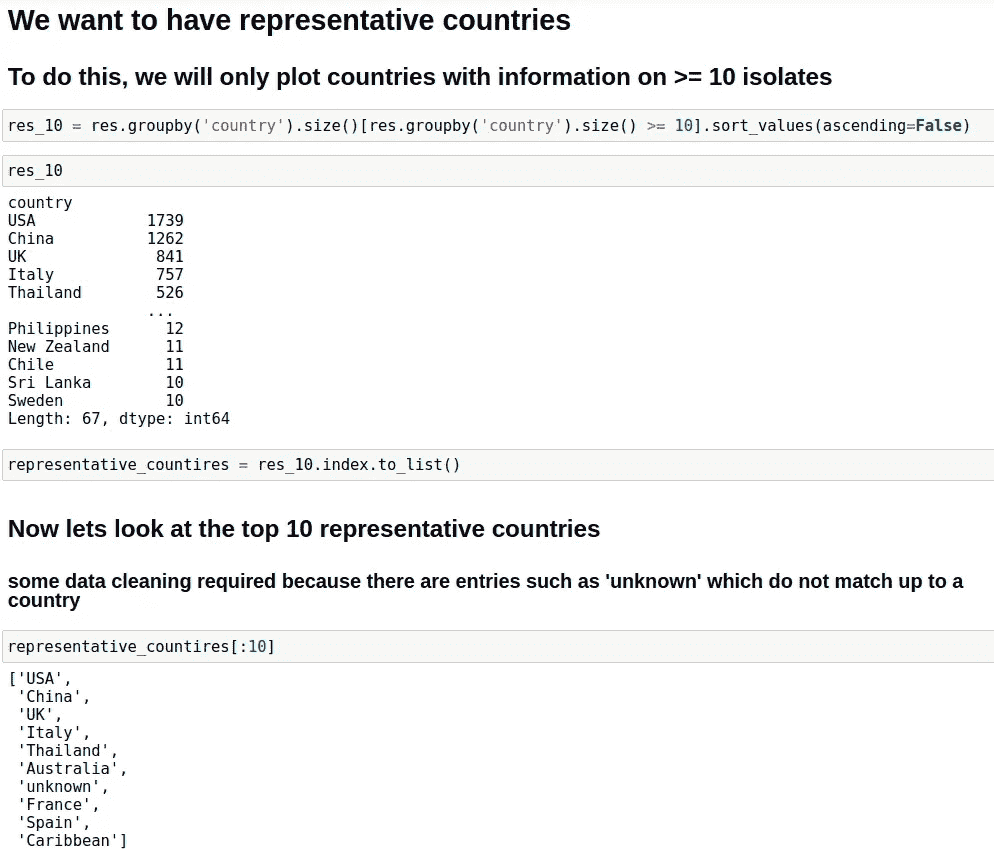 We want to have representative countries
To do this, we will only plot countries with information on >= 10 isolates
res_10 = res.groupby('country').size()[res.groupby('country').size() >= 10].sort_values(ascending=False)
res_10
country
USA 1739
China 1262
UK 841
Italy 757
Thailand 526
...
Philippines 12
New Zealand 11
Chile 11
Sri Lanka 10
Sweden 10
Length: 67, dtype: int64
representative_countires = res_10.index.to_list()
Now lets look at the top 10 representative countries
some data cleaning required because there are entries such as 'unknown' which do not match up to a
country
representative_countires[:10]
['USA',
'China',
'UK',
'Italy',
'Thailand',
'Australia',
'unknown',
'France',
'Spain',
'Caribbean']